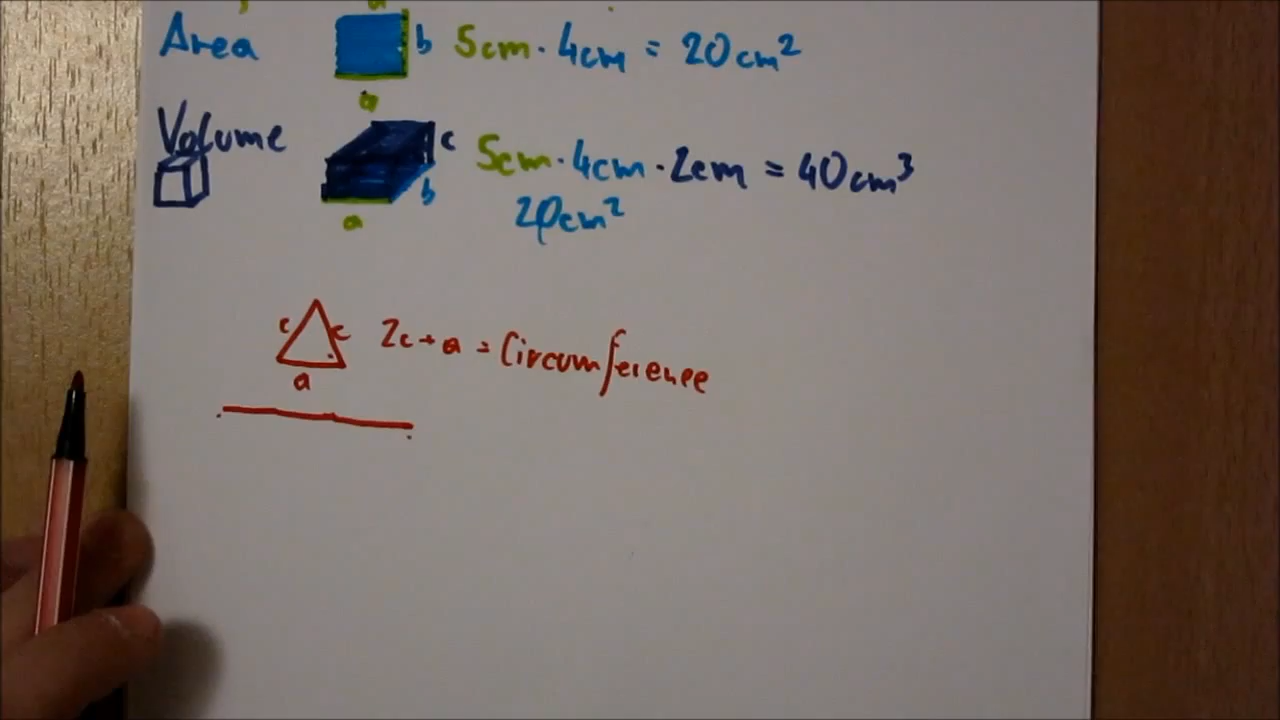 a
Area b 5cm · 4cm = 20cm²
a
Volume c 5cm · 4cm · 2cm = 40cm³
b 20cm²
a
c c 2c + a = Circumference
a